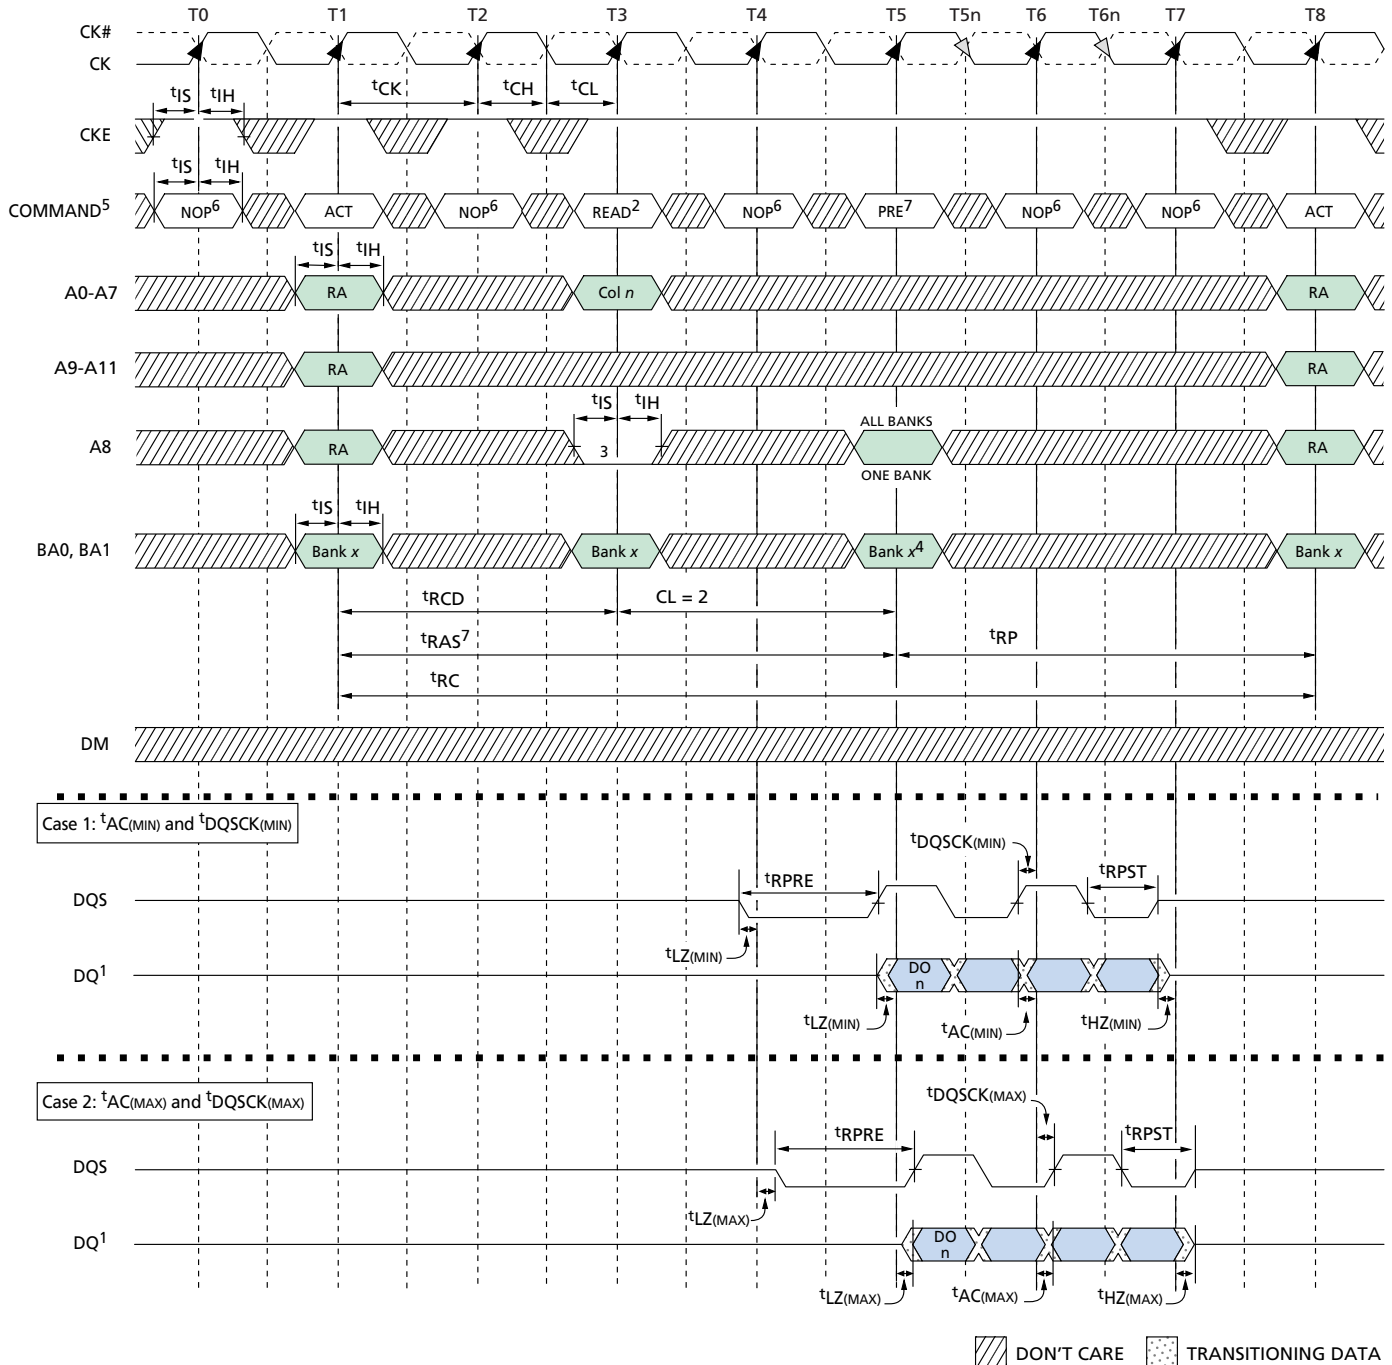 T0 T1 T2 T3 T4 T5 T5n T6 T6n T7 T8
CK#
CK
tCK tCH tCL
tIS tIH
CKE
tIS tIH
COMMAND5 NOP6 ACT NOP6 READ2 NOP6 PRE7 NOP6 NOP6 ACT
tIS tIH
A0-A7 RA Col n RA
A9-A11 RA RA
tIS tIH
ALL BANKS
A8 RA 3 RA
ONE BANK
tIS tIH
BA0, BA1 Bank x Bank x Bank x4 Bank x
tRCD CL = 2
tRAS7 tRP
tRC
DM
Case 1: tAC(MIN) and tDQSCK(MIN)
tDQSCK(MIN)
tRPRE tRPST
DQS
tLZ(MIN)
DQ1 DO
n
tLZ(MIN) tAC(MIN) tHZ(MIN)
Case 2: tAC(MAX) and tDQSCK(MAX)
tDQSCK(MAX)
tRPRE tRPST
DQS
tLZ(MAX)
DQ1 DO
n
tLZ(MAX) tAC(MAX) tHZ(MAX)
DON'T CARE TRANSITIONING DATA